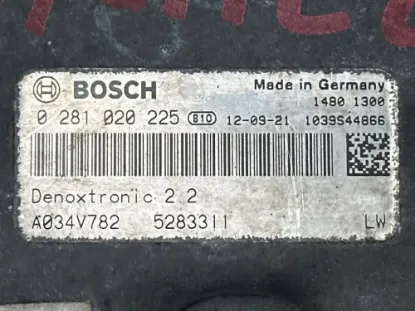 BOSCH Made in Germany
1480 1300
0 281 020 225 810 12-09-21 1039S44866
Denoxtronic 2.2
A034V782 5283311 LW